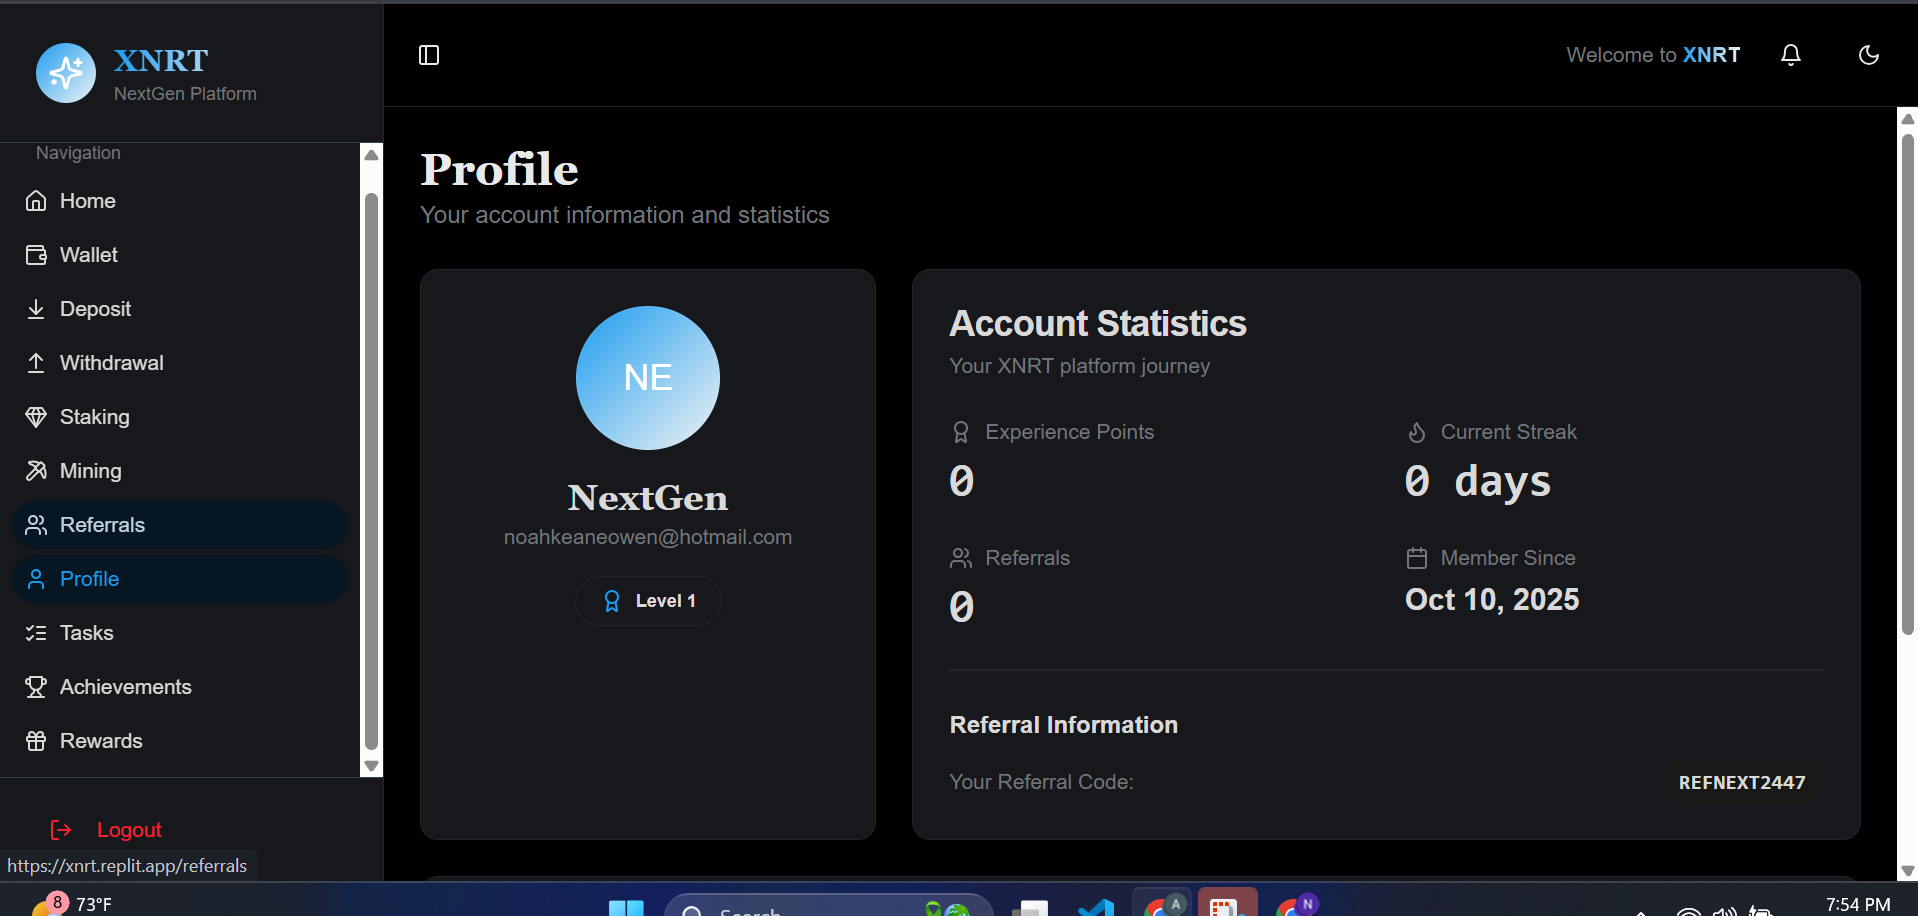 XNRT
NextGen Platform
Welcome to XNRT
Navigation
Home
Wallet
Deposit
Withdrawal
Staking
Mining
Referrals
Profile
Tasks
Achievements
Rewards
Logout
https://xnrt.replit.app/referrals
Profile
Your account information and statistics
NE
NextGen
noahkeaneowen@hotmail.com
Level 1
Account Statistics
Your XNRT platform journey
Experience Points
0
Current Streak
0 days
Referrals
0
Member Since
Oct 10, 2025
Referral Information
Your Referral Code:
REFNEXT2447
8
73°F
Search
A
N
7:54 PM